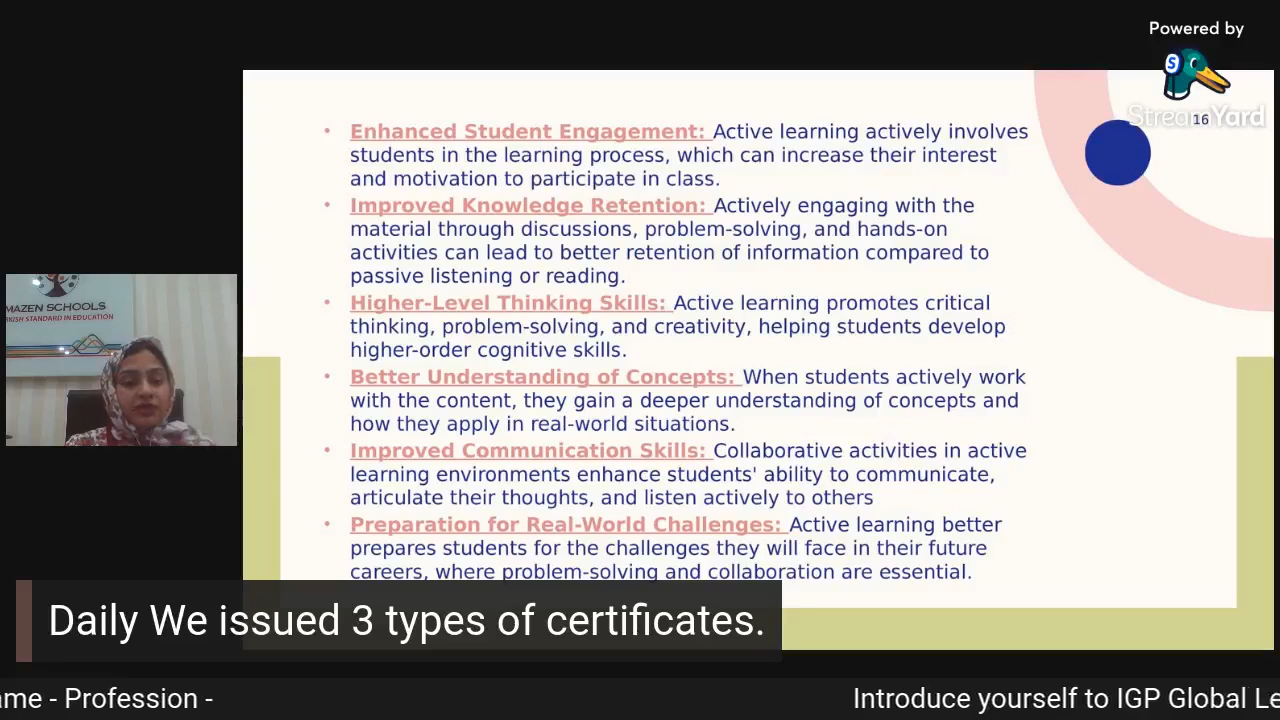 Powered by
StreamYard
16
• Enhanced Student Engagement: Active learning actively involves
students in the learning process, which can increase their interest
and motivation to participate in class.
• Improved Knowledge Retention: Actively engaging with the
material through discussions, problem-solving, and hands-on
activities can lead to better retention of information compared to
passive listening or reading.
• Higher-Level Thinking Skills: Active learning promotes critical
thinking, problem-solving, and creativity, helping students develop
higher-order cognitive skills.
• Better Understanding of Concepts: When students actively work
with the content, they gain a deeper understanding of concepts and
how they apply in real-world situations.
• Improved Communication Skills: Collaborative activities in active
learning environments enhance students' ability to communicate,
articulate their thoughts, and listen actively to others
• Preparation for Real-World Challenges: Active learning better
prepares students for the challenges they will face in their future
careers, where problem-solving and collaboration are essential.
MAZEN SCHOOLS
STANDARD IN EDUCATION
Daily We issued 3 types of certificates.
ame - Profession -
Introduce yourself to IGP Global Le